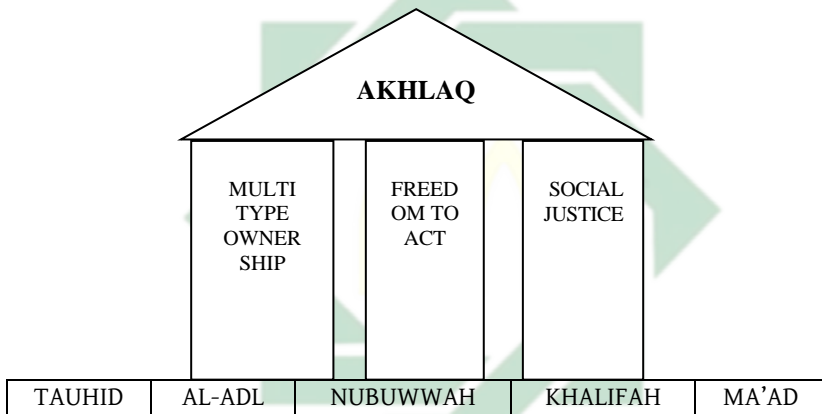 AKHLAQ
MULTI
TYPE
OWNER
SHIP
FREED
OM TO
ACT
SOCIAL
JUSTICE
TAUHID
AL-ADL
NUBUWWAH
KHALIFAH
MA’AD